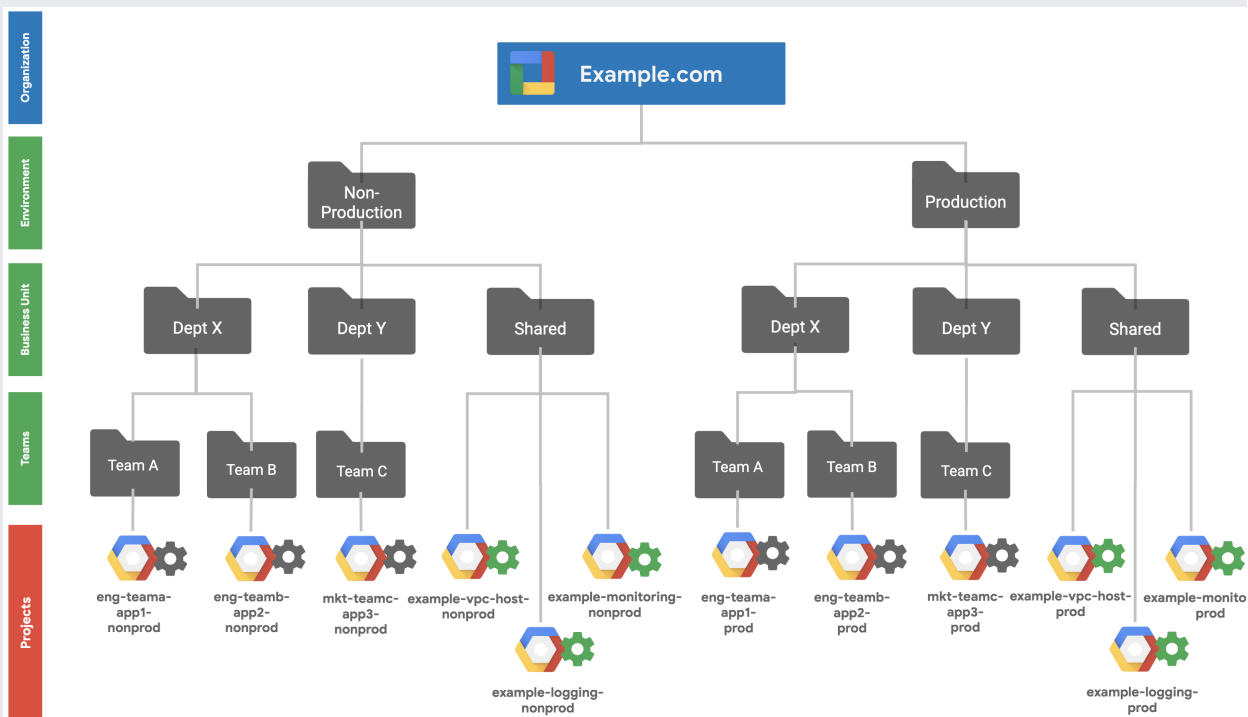 Organization
Example.com
Environment
Non-
Production
Production
Business Unit
Dept X
Dept Y
Shared
Dept X
Dept Y
Shared
Teams
Team A
Team B
Team C
Team A
Team B
Team C
Projects
eng-teama-
app1-
nonprod
eng-teamb-
app2-
nonprod
mkt-teamc-
app3-
nonprod
example-vpc-host-
nonprod
example-monitoring-
nonprod
eng-teama-
app1-
prod
eng-teamb-
app2-
prod
mkt-teamc-
app3-
prod
example-vpc-host-
prod
example-monito
prod
example-logging-
nonprod
example-logging-
prod